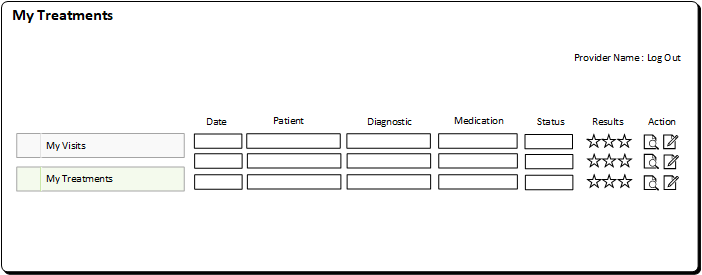 My Treatments
Provider Name : Log Out
Date Patient Diagnostic Medication Status Results Action
My Visits
My Treatments